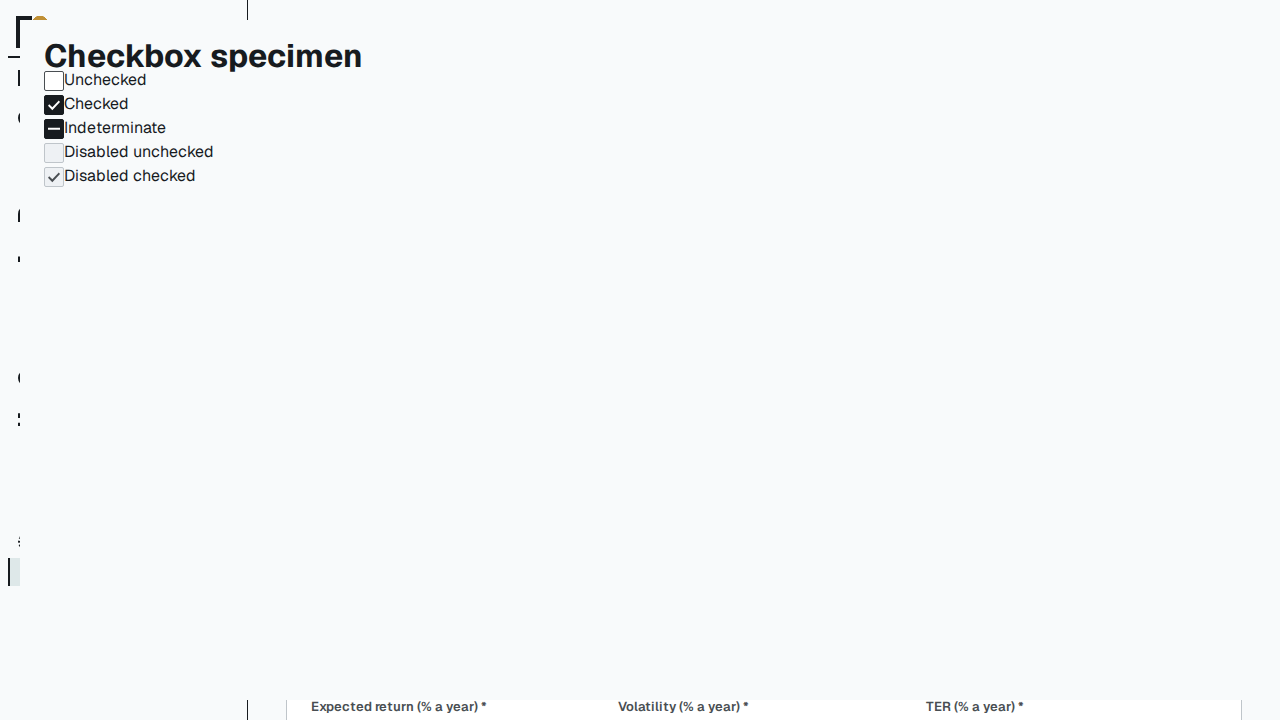 Checkbox specimen
Unchecked
Checked
Indeterminate
Disabled unchecked
Disabled checked
Expected return (% a year) *
Volatility (% a year) *
TER (% a year) *